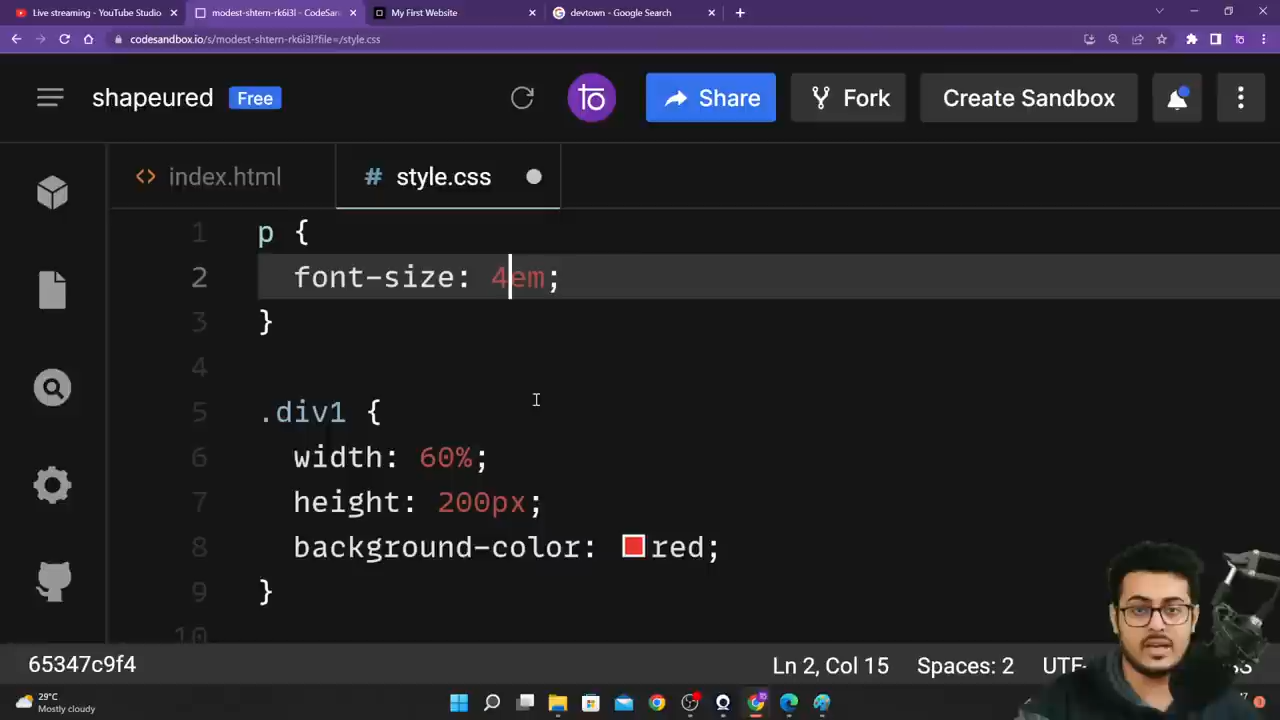 Live streaming - YouTube Studio
modest-shtern-rk6i3l - CodeSan
My First Website
devtown - Google Search
codesandbox.io/s/modest-shtern-rk6i3l?file=/style.css
shapeured Free
Share
Fork
Create Sandbox
index.html
# style.css
1 p {
2 font-size: 4em;
3 }
4
5 .div1 {
6 width: 60%;
7 height: 200px;
8 background-color: red;
9 }
10
65347c9f4 Ln 2, Col 15 Spaces: 2 UTF-
29°C
Mostly cloudy